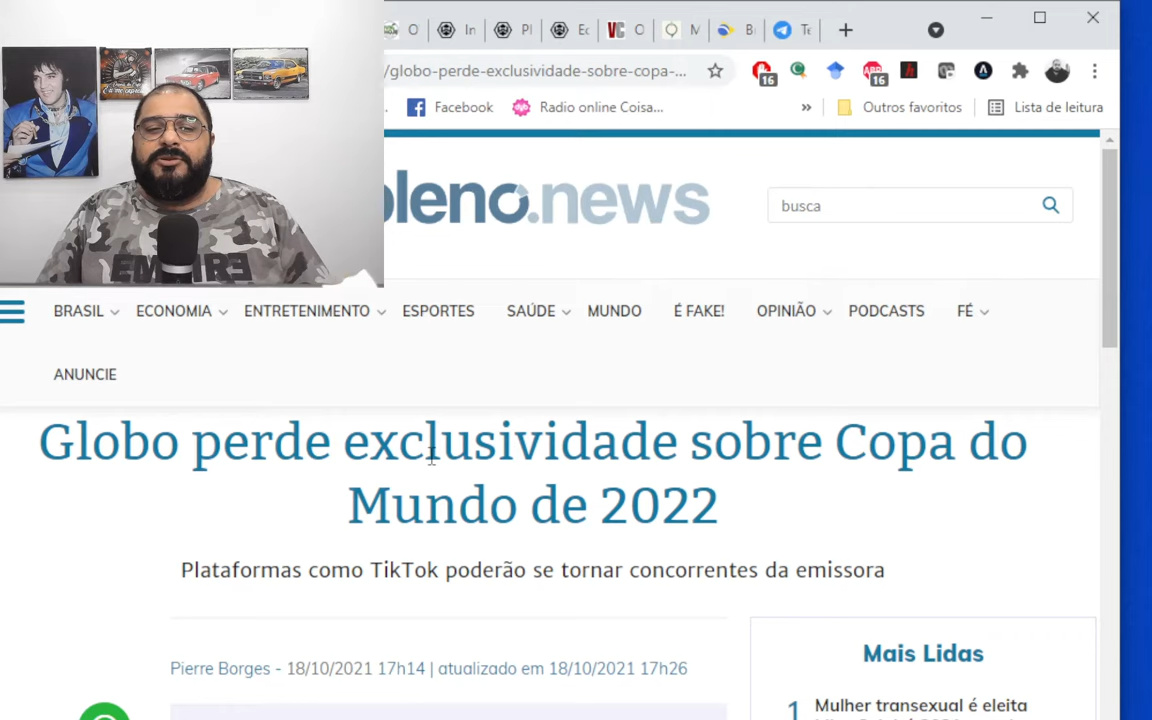 /globo-perde-exclusividade-sobre-copa-...
16
16
Facebook
Radio online Coisa...
»
Outros favoritos
Lista de leitura
pleno.news
busca
EMPIRE
BRASIL ECONOMIA ENTRETENIMENTO ESPORTES SAÚDE MUNDO É FAKE! OPINIÃO PODCASTS FÉ
ANUNCIE
Globo perde exclusividade sobre Copa do
Mundo de 2022
Plataformas como TikTok poderão se tornar concorrentes da emissora
Pierre Borges - 18/10/2021 17h14 | atualizado em 18/10/2021 17h26
Mais Lidas
1 Mulher transexual é eleita